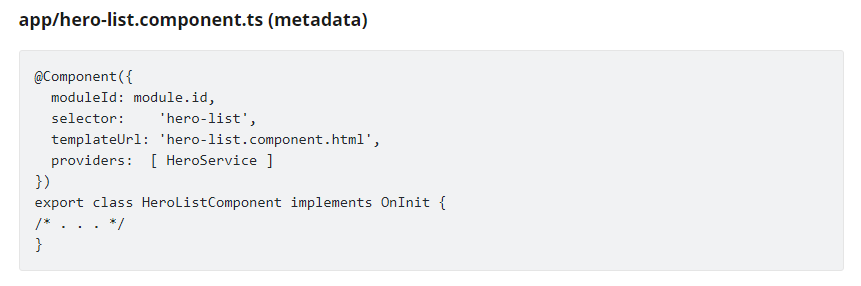 app/hero-list.component.ts (metadata)
@Component({
  moduleId: module.id,
  selector:    'hero-list',
  templateUrl: 'hero-list.component.html',
  providers:  [ HeroService ]
})
export class HeroListComponent implements OnInit {
/* . . . */
}